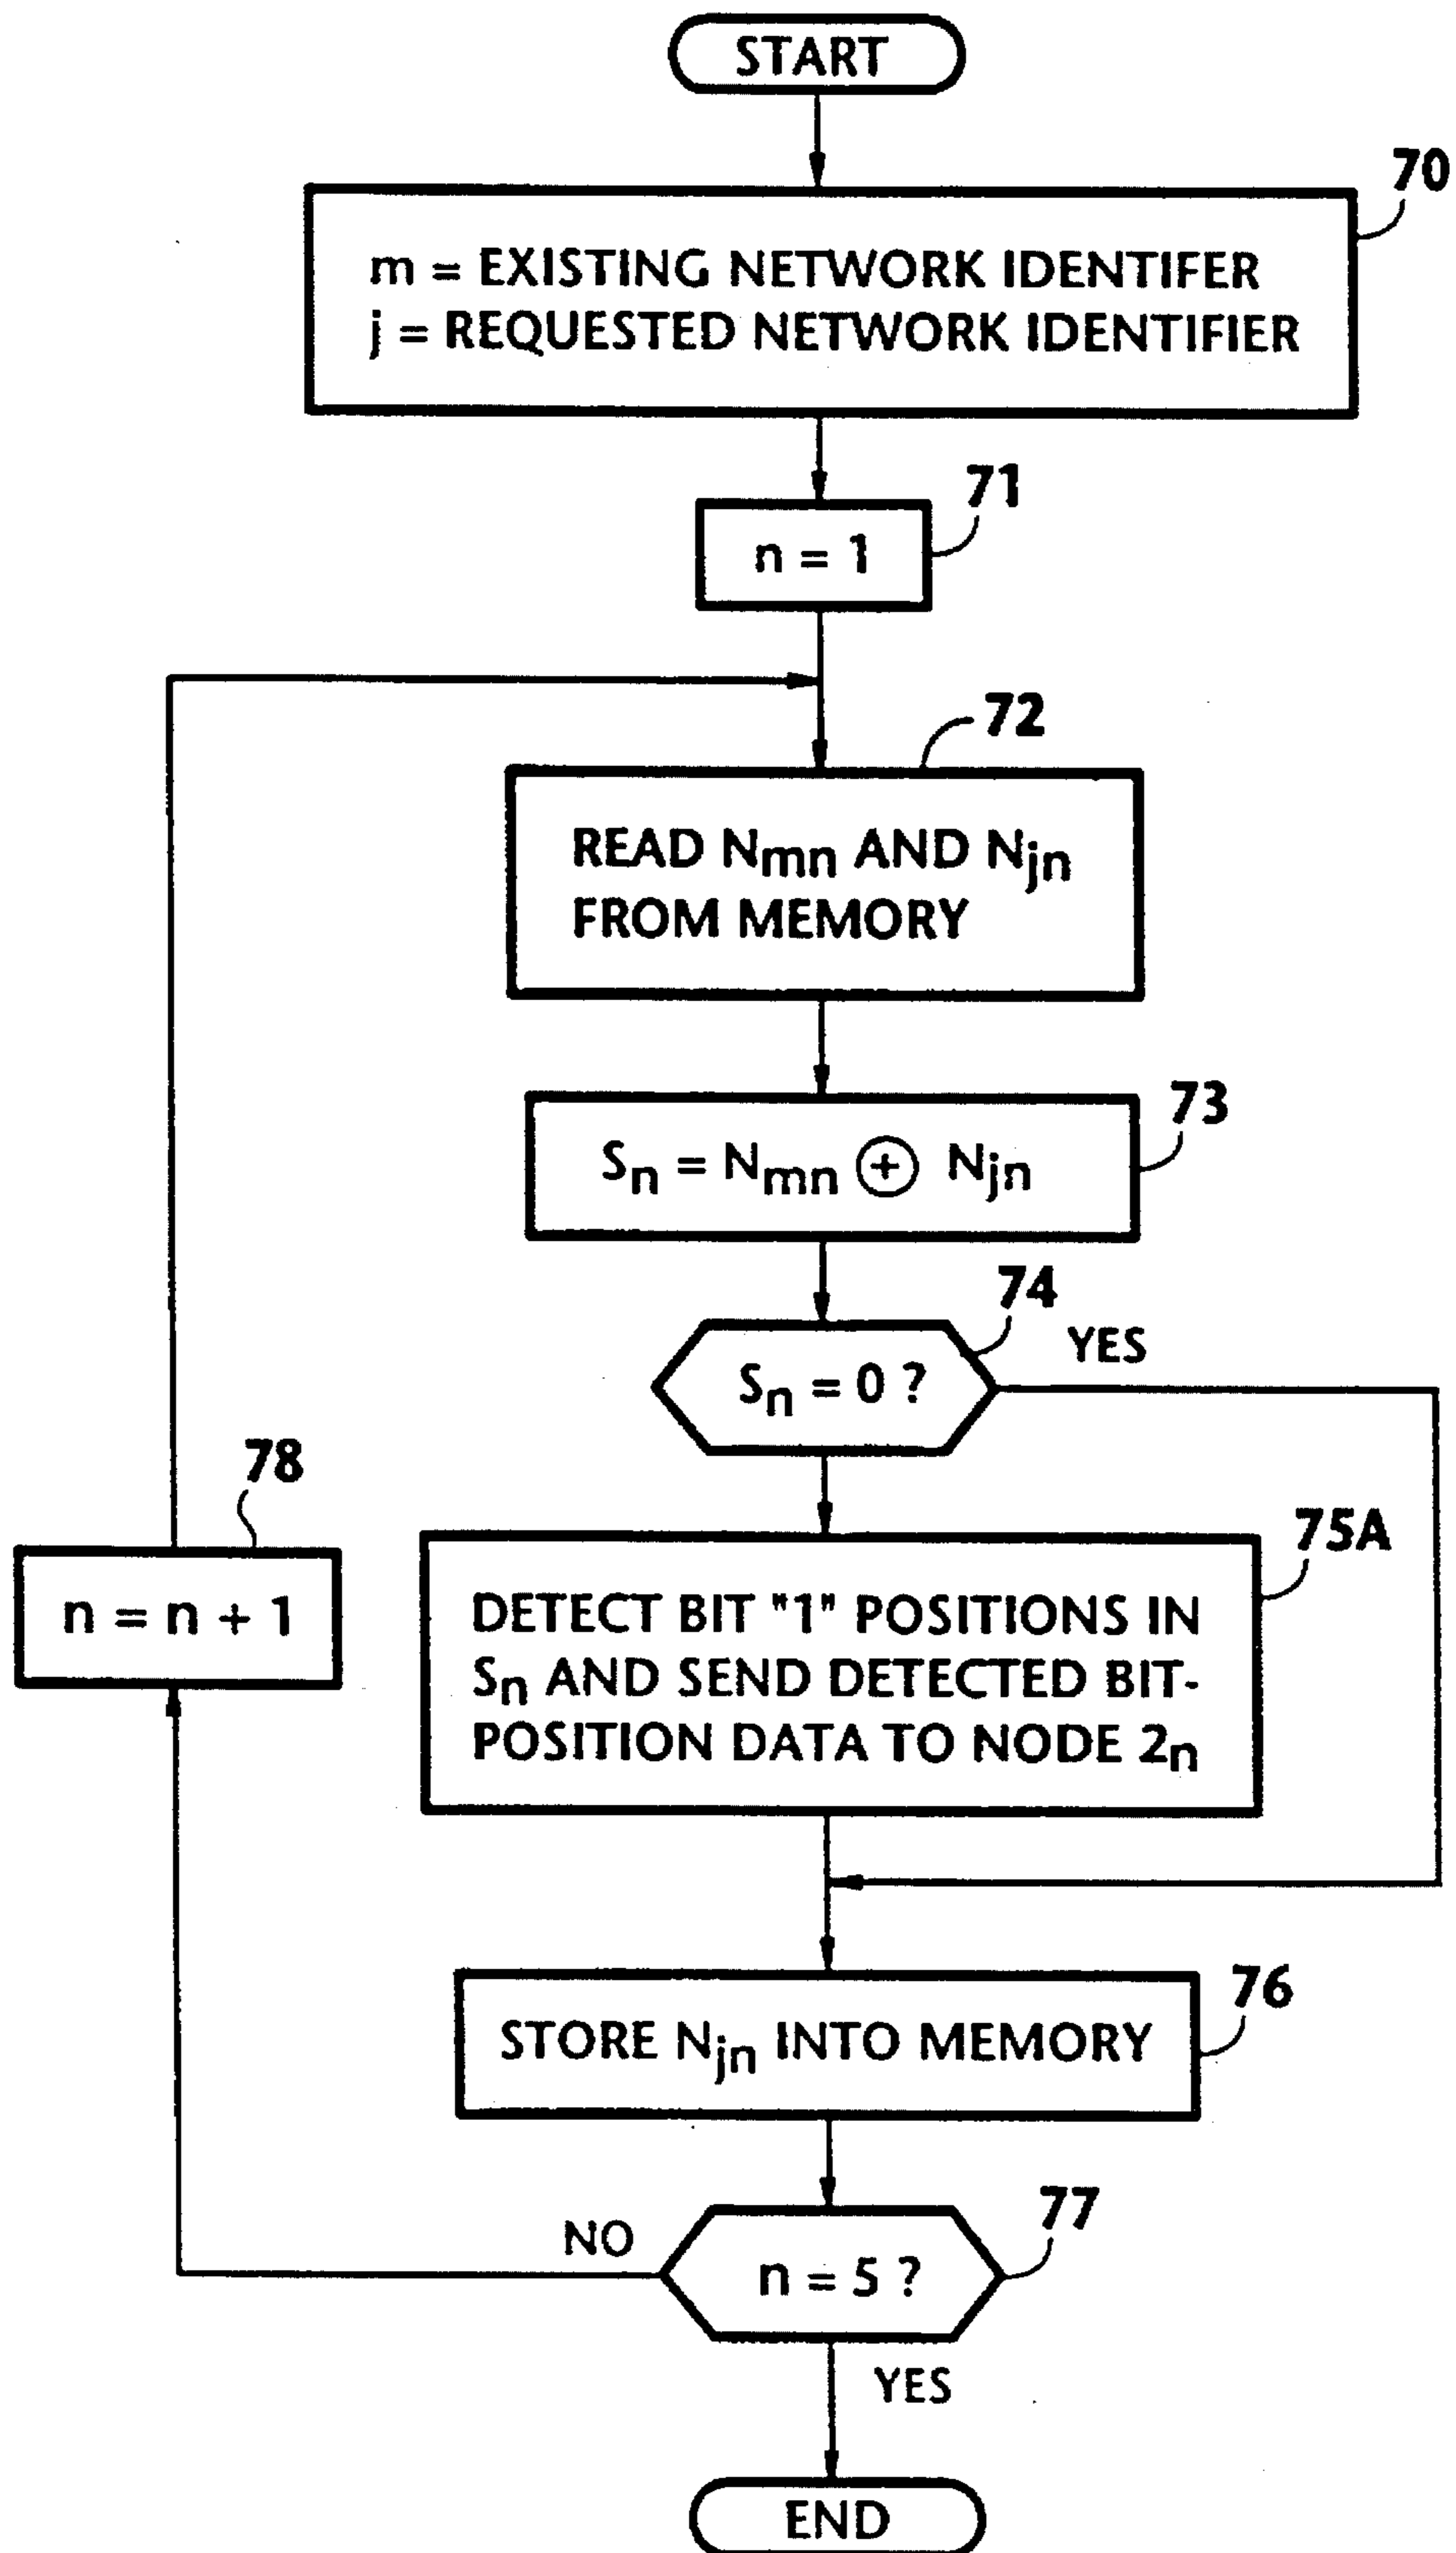 START
70
m = EXISTING NETWORK IDENTIFER
j = REQUESTED NETWORK IDENTIFIER
71
n = 1
72
READ Nmn AND Njn
FROM MEMORY
73
Sn = Nmn ⊕ Njn
74
Sn = 0 ?
YES
75A
DETECT BIT "1" POSITIONS IN
Sn AND SEND DETECTED BIT-
POSITION DATA TO NODE 2n
78
n = n + 1
76
STORE Njn INTO MEMORY
77
n = 5 ?
NO
YES
END